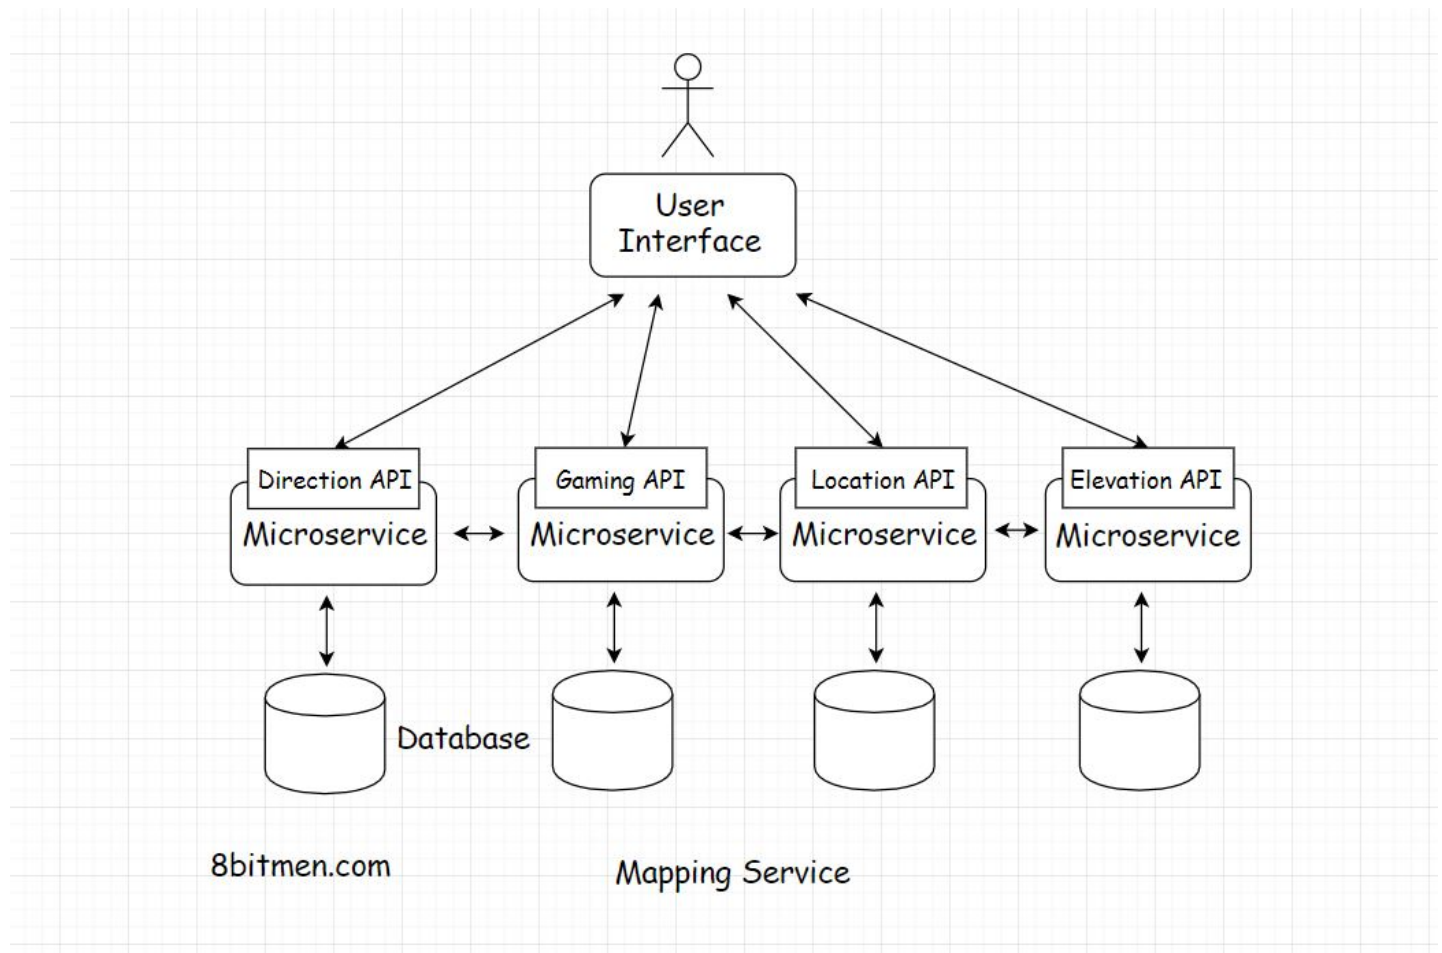 User
Interface
Direction API
Gaming API
Location API
Elevation API
Microservice
Microservice
Microservice
Microservice
Database
8bitmen.com
Mapping Service